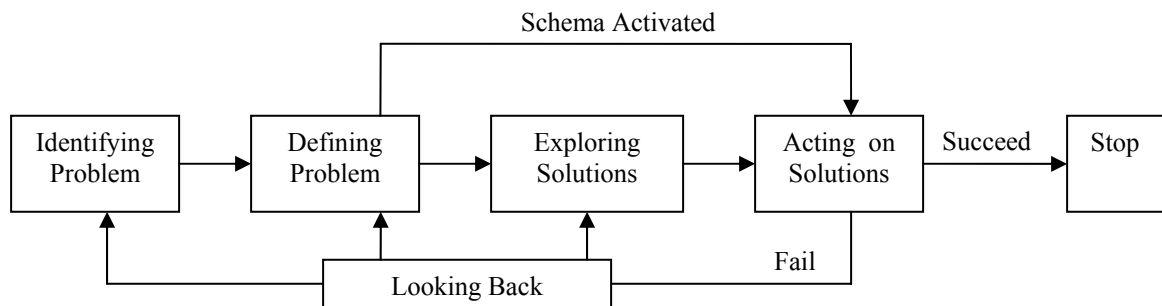 Schema Activated
Identifying
Problem
Defining
Problem
Exploring
Solutions
Acting on
Solutions
Succeed
Stop
Fail
Looking Back